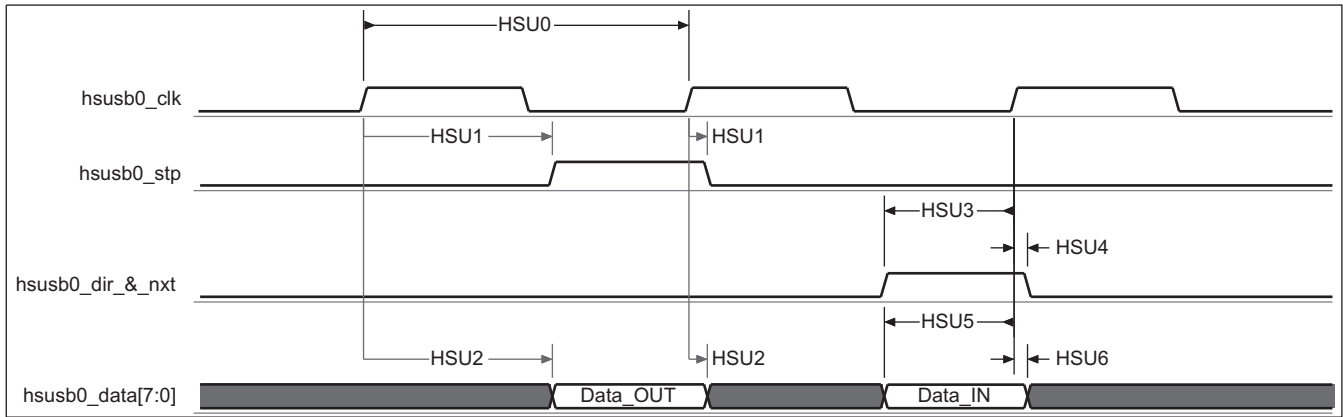 HSU0
hsusb0_clk
HSU1 HSU1
hsusb0_stp
HSU3
HSU4
hsusb0_dir_&_nxt
HSU5
HSU2 HSU2 HSU6
hsusb0_data[7:0] Data_OUT Data_IN